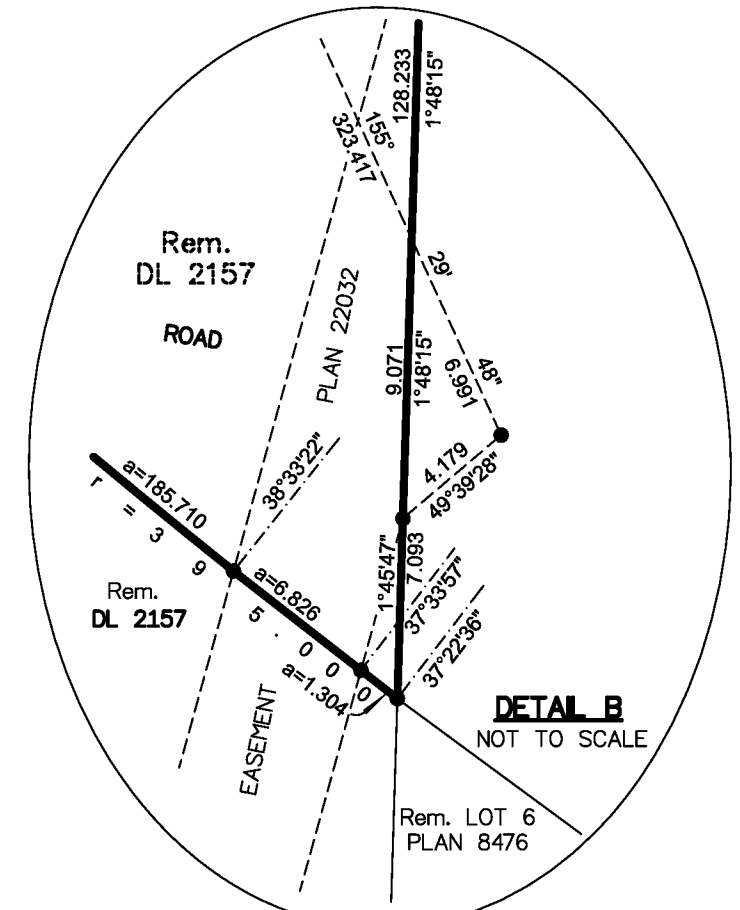 128.233
1°48'15"
155°
323.417
29'
48"
6.991
Rem.
DL 2157
ROAD
PLAN 22032
9.071
1°48'15"
4.179
49°39'28"
38°33'22"
a=185.710
r = 395.000
Rem.
DL 2157
a=6.826
1°45'47"
7.093
37°33'57"
37°22'36"
a=1.304
EASEMENT
DETAIL B
NOT TO SCALE
Rem. LOT 6
PLAN 8476